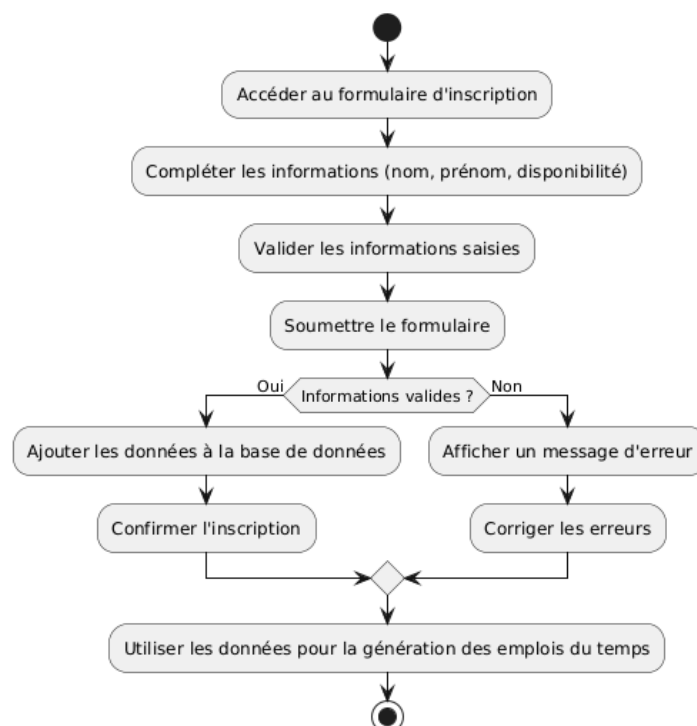 Accéder au formulaire d'inscription
Compléter les informations (nom, prénom, disponibilité)
Valider les informations saisies
Soumettre le formulaire
Oui
Informations valides ?
Non
Ajouter les données à la base de données
Afficher un message d'erreur
Confirmer l'inscription
Corriger les erreurs
Utiliser les données pour la génération des emplois du temps